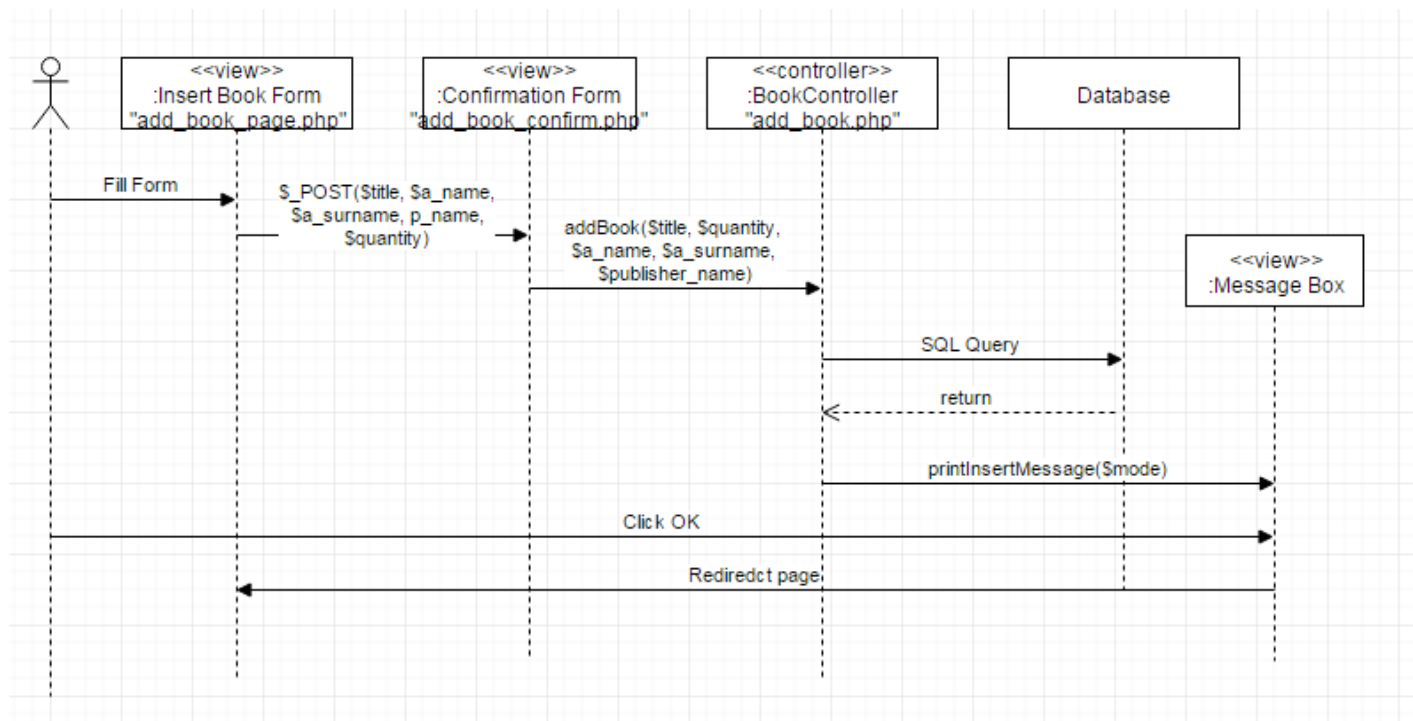 <<view>>
:Insert Book Form
"add_book_page.php"
<<view>>
:Confirmation Form
"add_book_confirm.php"
<<controller>>
:BookController
"add_book.php"
Database
Fill Form
$_POST($title, $a_name,
$a_surname, p_name,
$quantity)
addBook($title, $quantity,
$a_name, $a_surname,
$publisher_name)
<<view>>
:Message Box
SQL Query
return
printInsertMessage($mode)
Click OK
Rediredct page